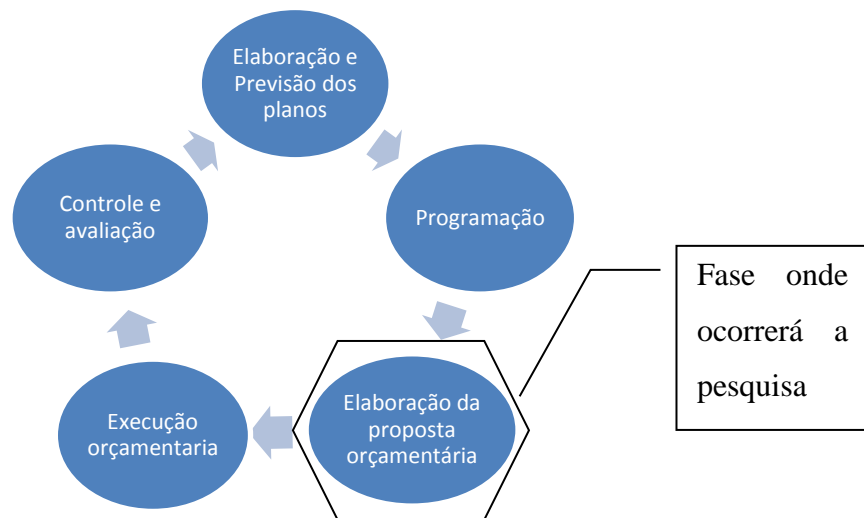 Elaboração e
Previsão dos
planos
Programação
Elaboração da
proposta
orçamentária
Execução
orçamentaria
Controle e
avaliação
Fase onde
ocorrerá a
pesquisa